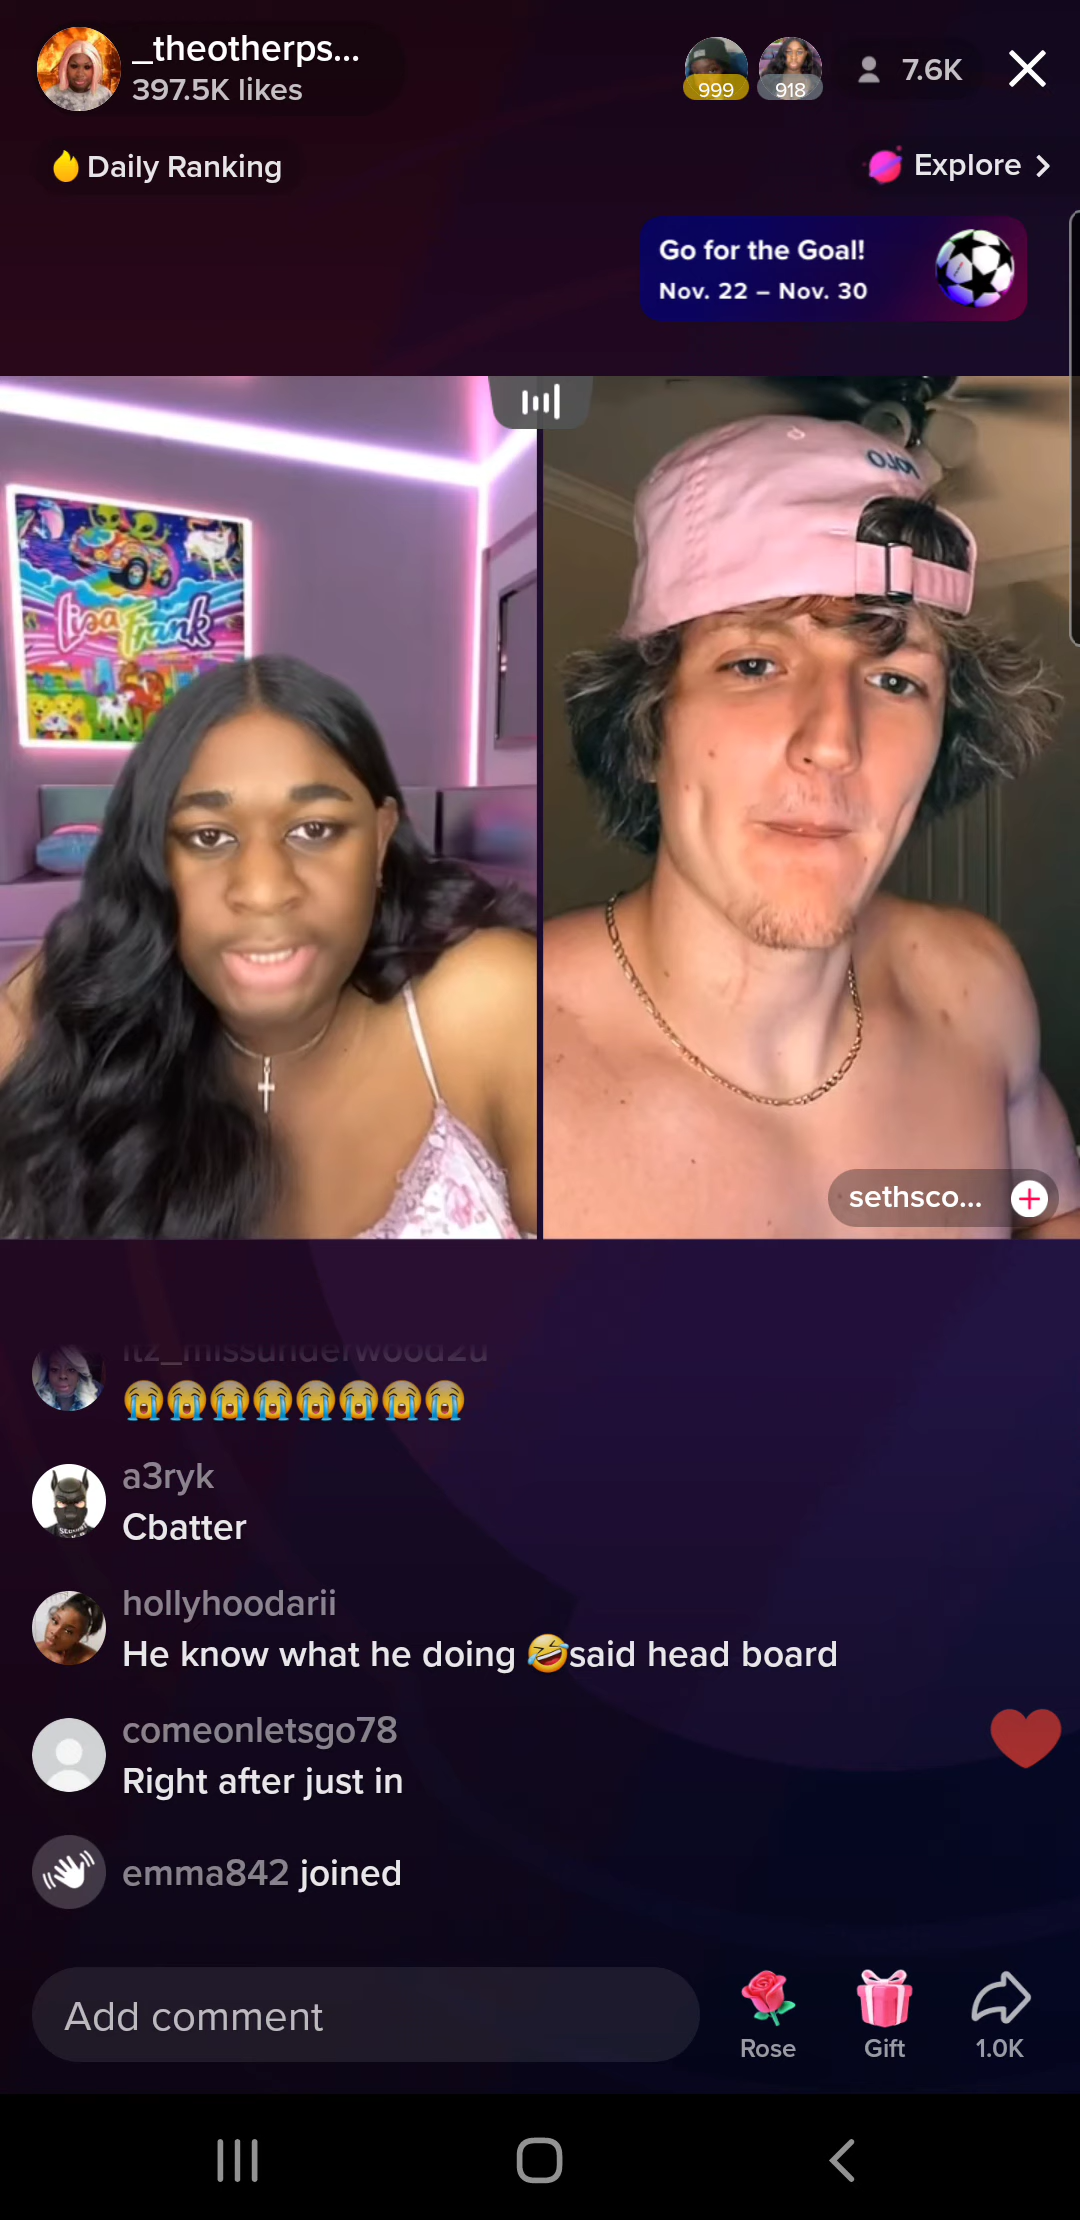 _theotherps...
397.5K likes
999
918
7.6K
Daily Ranking
Explore
Go for the Goal!
Nov. 22 – Nov. 30
POLO
Lisa Frank
sethsco...
itz_missunderwood2u
😭😭😭😭😭😭😭😭
a3ryk
Cbatter
hollyhoodarii
He know what he doing 🤣said head board
comeonletsgo78
Right after just in
emma842 joined
Add comment
Rose
Gift
1.0K